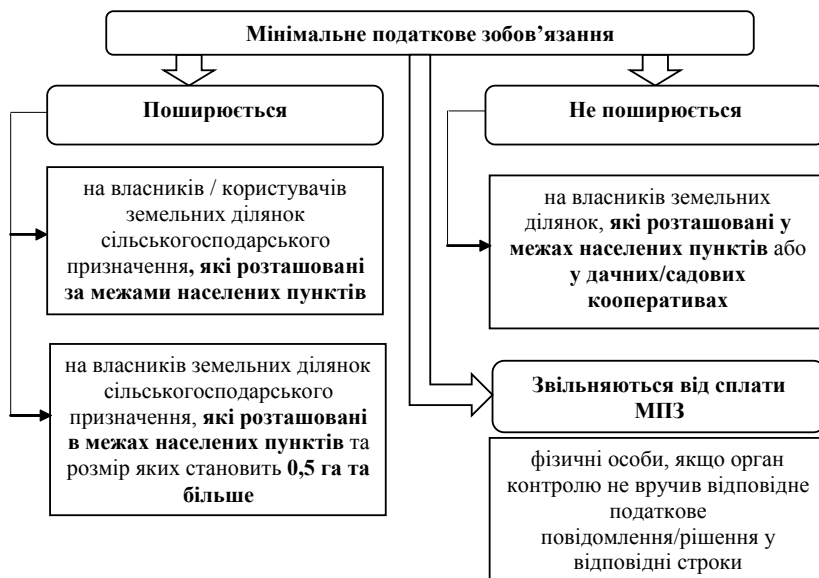 Мінімальне податкове зобов’язання
Поширюється
на власників / користувачів
земельних ділянок
сільськогосподарського
призначення, які розташовані
за межами населених пунктів
на власників земельних ділянок
сільськогосподарського
призначення, які розташовані
в межах населених пунктів та
розмір яких становить 0,5 га та
більше
Не поширюється
на власників земельних
ділянок, які розташовані у
межах населених пунктів або
у дачних/садових
кооперативах
Звільняються від сплати
МПЗ
фізичні особи, якщо орган
контролю не вручив відповідне
податкове
повідомлення/рішення у
відповідні строки